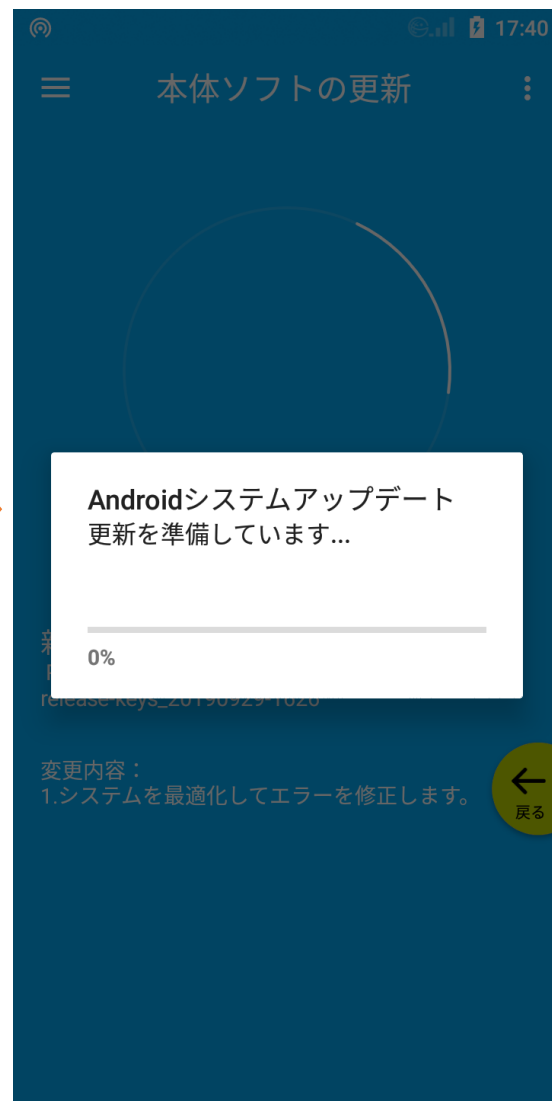 17:40
本体ソフトの更新
Androidシステムアップデート
更新を準備しています...
0%
release-keys_20190929-1626
変更内容：
1.システムを最適化してエラーを修正します。
戻る